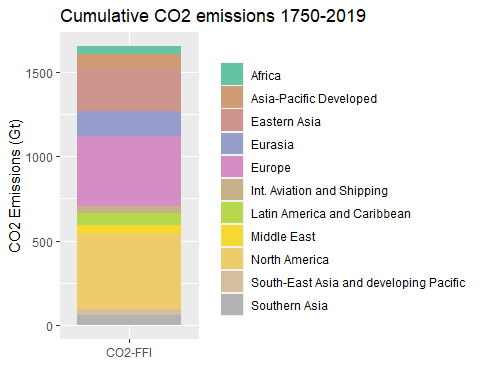 Cumulative CO2 emissions 1750-2019
CO2 Emissions (Gt)
1500
1000
500
0
CO2-FFI
Africa
Asia-Pacific Developed
Eastern Asia
Eurasia
Europe
Int. Aviation and Shipping
Latin America and Caribbean
Middle East
North America
South-East Asia and developing Pacific
Southern Asia